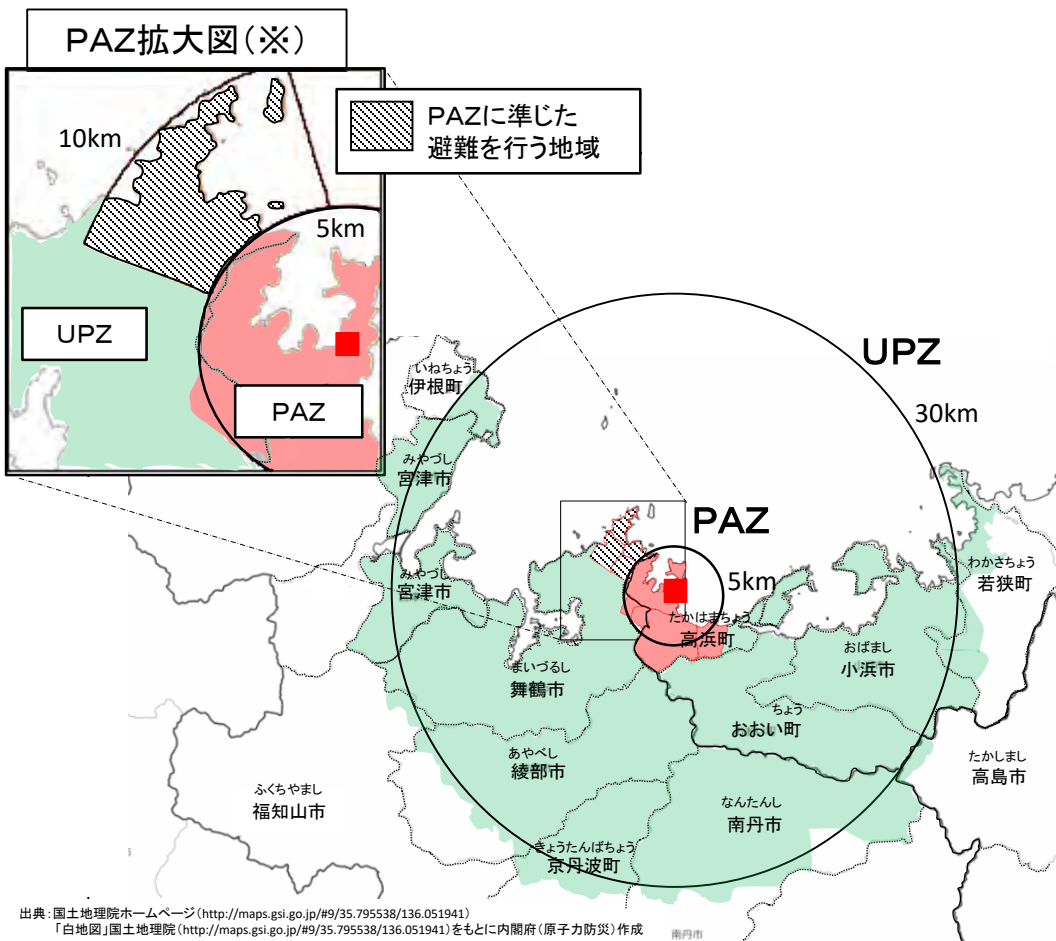 PAZ拡大図(※)
PAZに準じた
避難を行う地域
10km
5km
UPZ
PAZ
UPZ
30km
いねちょう
伊根町
みやづし
宮津市
PAZ
5km
みやづし
宮津市
わかさちょう
若狭町
たかはまちょう
高浜町
おばまし
小浜市
まいづるし
舞鶴市
ちょう
おおい町
あやべし
綾部市
たかしまし
高島市
ふくちやまし
福知山市
なんたんし
南丹市
きょうたんばちょう
京丹波町
出典:国土地理院ホームページ(http://maps.gsi.go.jp/#9/35.795538/136.051941)
「白地図」国土地理院(http://maps.gsi.go.jp/#9/35.795538/136.051941)をもとに内閣府(原子力防災)作成
南丹市